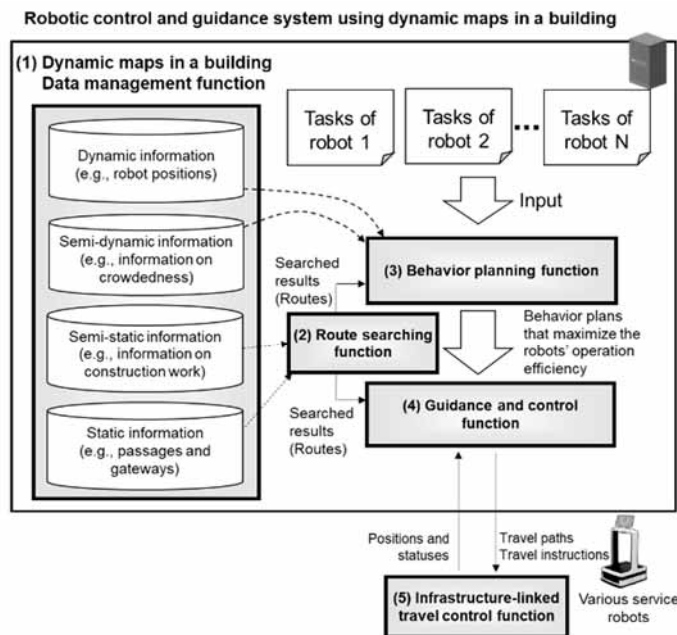 Robotic control and guidance system using dynamic maps in a building
(1) Dynamic maps in a building
Data management function
Dynamic information
(e.g., robot positions)
Semi-dynamic information
(e.g., information on
crowdedness)
Semi-static information
(e.g., information on
construction work)
Static information
(e.g., passages and
gateways)
Tasks of
robot 1
Tasks of
robot 2
Tasks of
robot N
Input
Searched
results
(Routes)
(3) Behavior planning function
(2) Route searching
function
Behavior plans
that maximize the
robots' operation
efficiency
Searched
results
(Routes)
(4) Guidance and control
function
Positions and
statuses
Travel paths
Travel instructions
(5) Infrastructure-linked
travel control function
Various service
robots